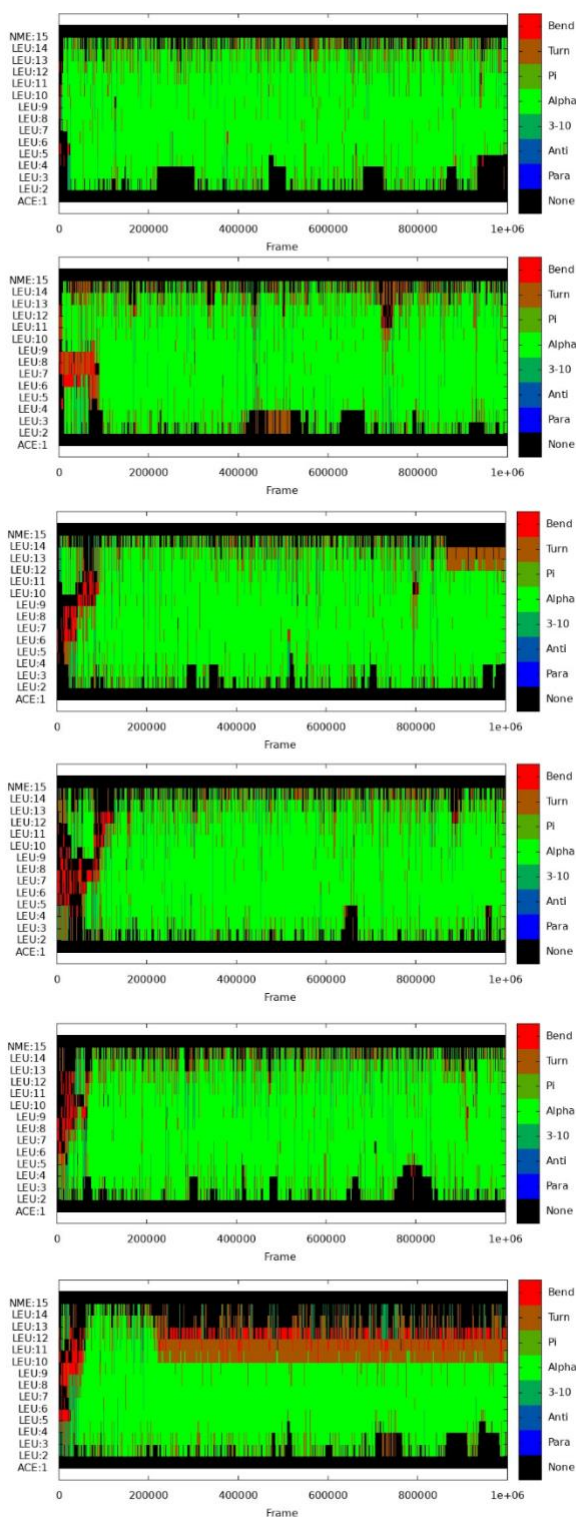 NME:15
LEU:14
LEU:13
LEU:12
LEU:11
LEU:10
LEU:9
LEU:8
LEU:7
LEU:6
LEU:5
LEU:4
LEU:3
LEU:2
ACE:1
0 200000 400000 600000 800000 1e+06
Frame
Bend
Turn
Pi
Alpha
3-10
Anti
Para
None
NME:15
LEU:14
LEU:13
LEU:12
LEU:11
LEU:10
LEU:9
LEU:8
LEU:7
LEU:6
LEU:5
LEU:4
LEU:3
LEU:2
ACE:1
0 200000 400000 600000 800000 1e+06
Frame
Bend
Turn
Pi
Alpha
3-10
Anti
Para
None
NME:15
LEU:14
LEU:13
LEU:12
LEU:11
LEU:10
LEU:9
LEU:8
LEU:7
LEU:6
LEU:5
LEU:4
LEU:3
LEU:2
ACE:1
0 200000 400000 600000 800000 1e+06
Frame
Bend
Turn
Pi
Alpha
3-10
Anti
Para
None
NME:15
LEU:14
LEU:13
LEU:12
LEU:11
LEU:10
LEU:9
LEU:8
LEU:7
LEU:6
LEU:5
LEU:4
LEU:3
LEU:2
ACE:1
0 200000 400000 600000 800000 1e+06
Frame
Bend
Turn
Pi
Alpha
3-10
Anti
Para
None
NME:15
LEU:14
LEU:13
LEU:12
LEU:11
LEU:10
LEU:9
LEU:8
LEU:7
LEU:6
LEU:5
LEU:4
LEU:3
LEU:2
ACE:1
0 200000 400000 600000 800000 1e+06
Frame
Bend
Turn
Pi
Alpha
3-10
Anti
Para
None
NME:15
LEU:14
LEU:13
LEU:12
LEU:11
LEU:10
LEU:9
LEU:8
LEU:7
LEU:6
LEU:5
LEU:4
LEU:3
LEU:2
ACE:1
0 200000 400000 600000 800000 1e+06
Frame
Bend
Turn
Pi
Alpha
3-10
Anti
Para
None